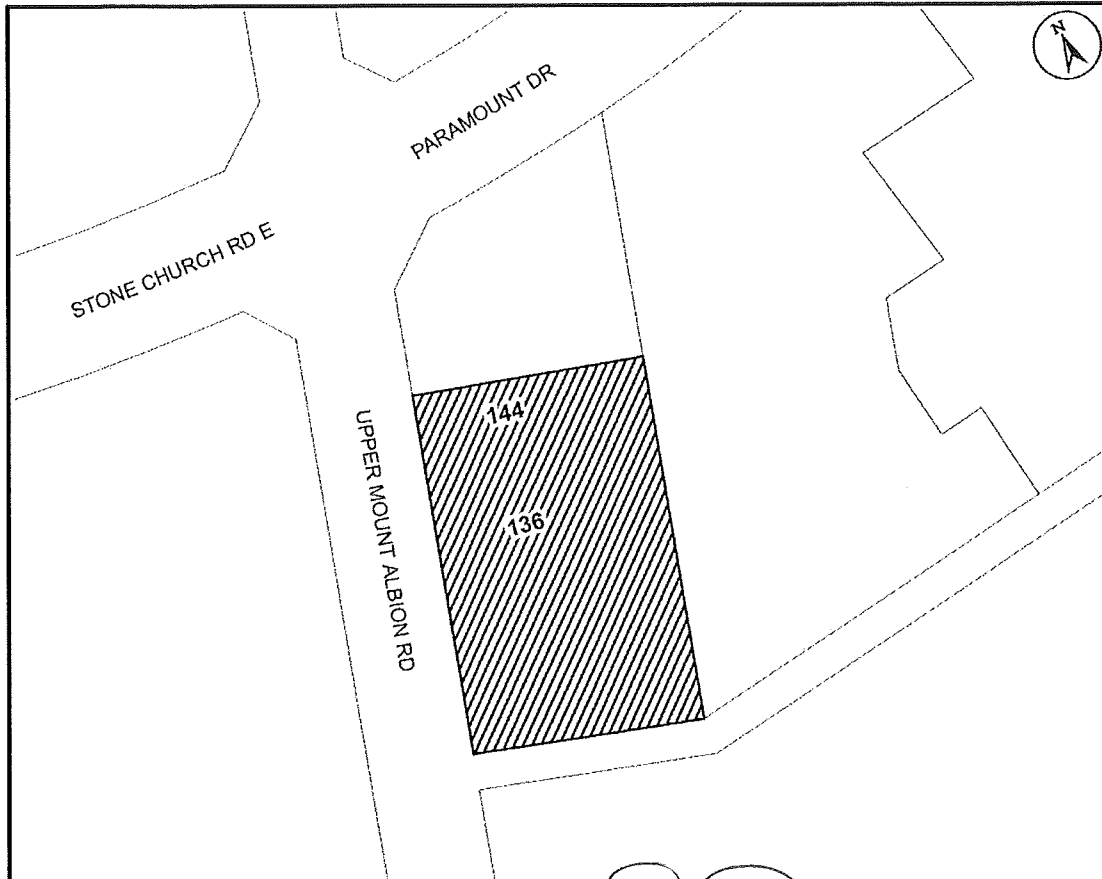 N
PARAMOUNT DR
STONE CHURCH RD E
144
UPPER MOUNT ALBION RD
136